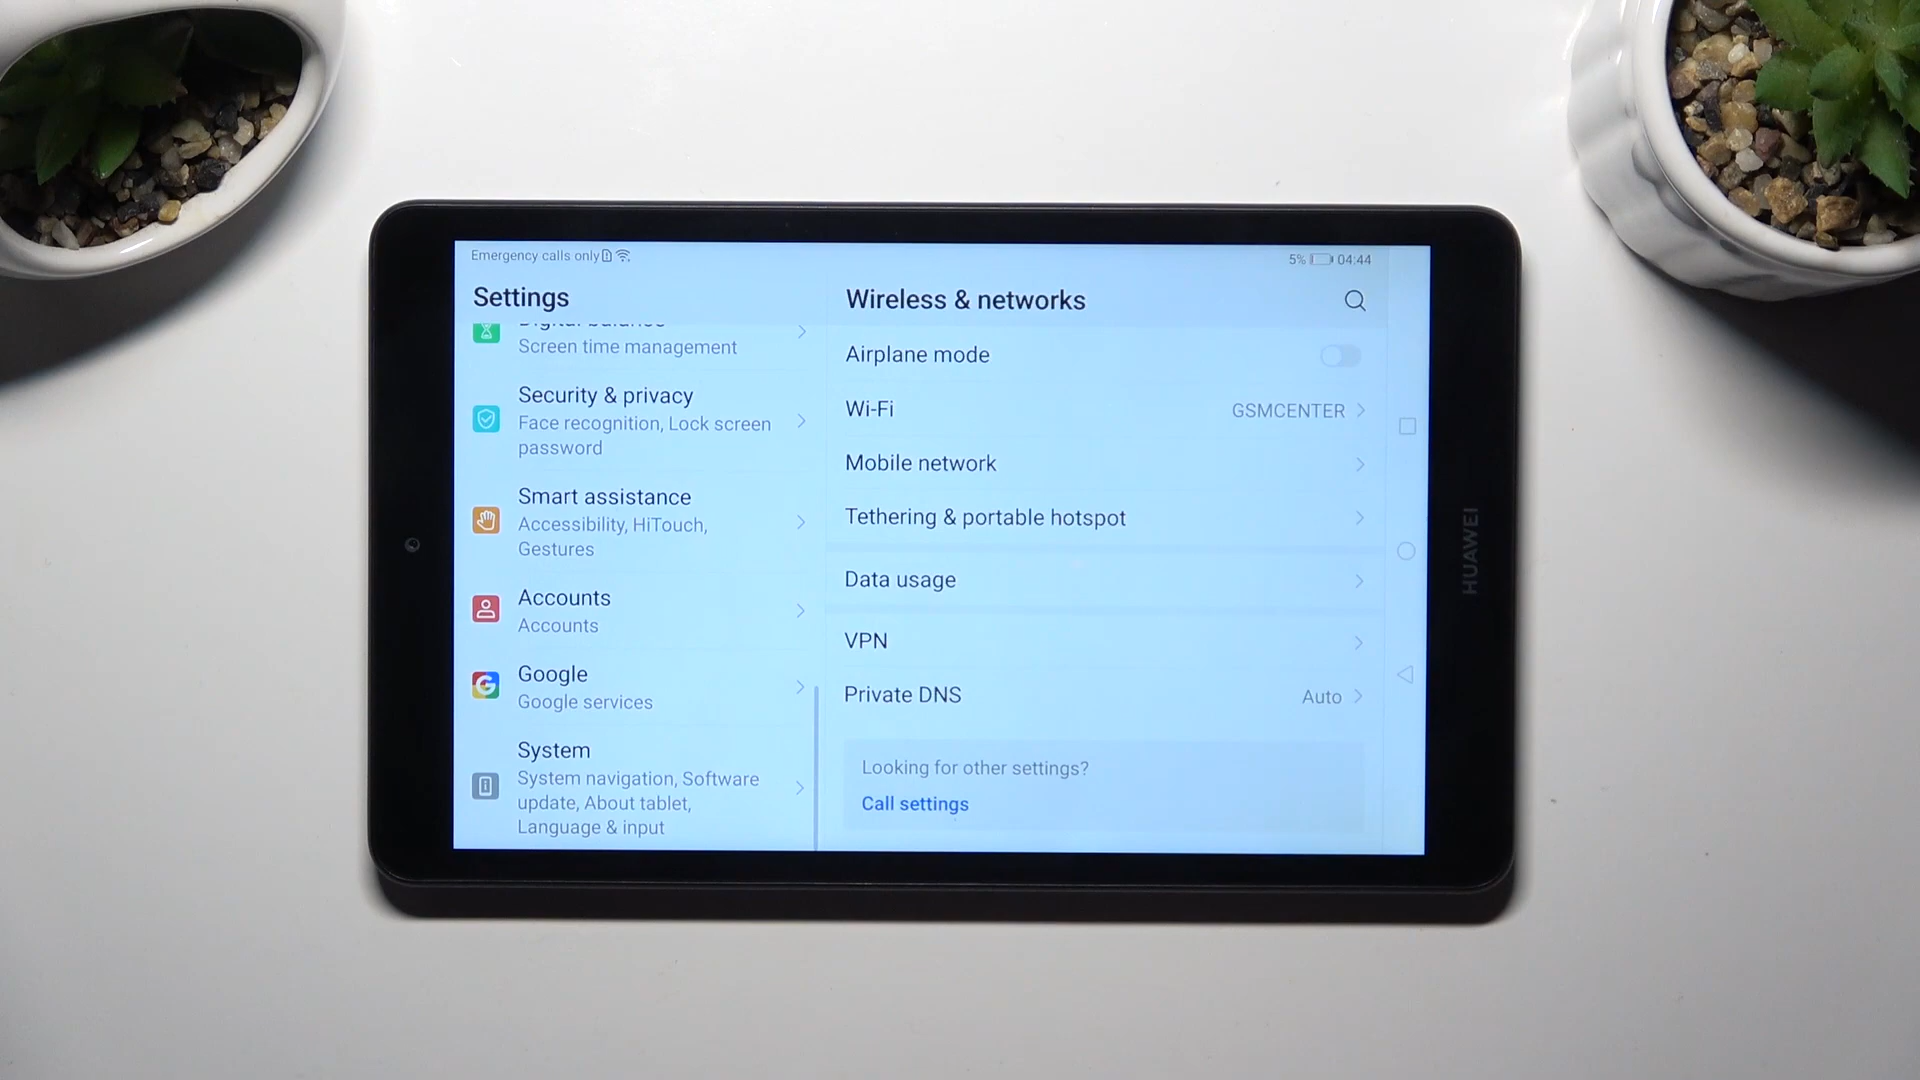 Emergency calls only
5%
04:44
Settings
Digital balance
Screen time management
Security & privacy
Face recognition, Lock screen
password
Smart assistance
Accessibility, HiTouch,
Gestures
Accounts
Accounts
Google
Google services
System
System navigation, Software
update, About tablet,
Language & input
Wireless & networks
Airplane mode
Wi-Fi
GSMCENTER
Mobile network
Tethering & portable hotspot
Data usage
VPN
Private DNS
Auto
Looking for other settings?
Call settings
HUAWEI